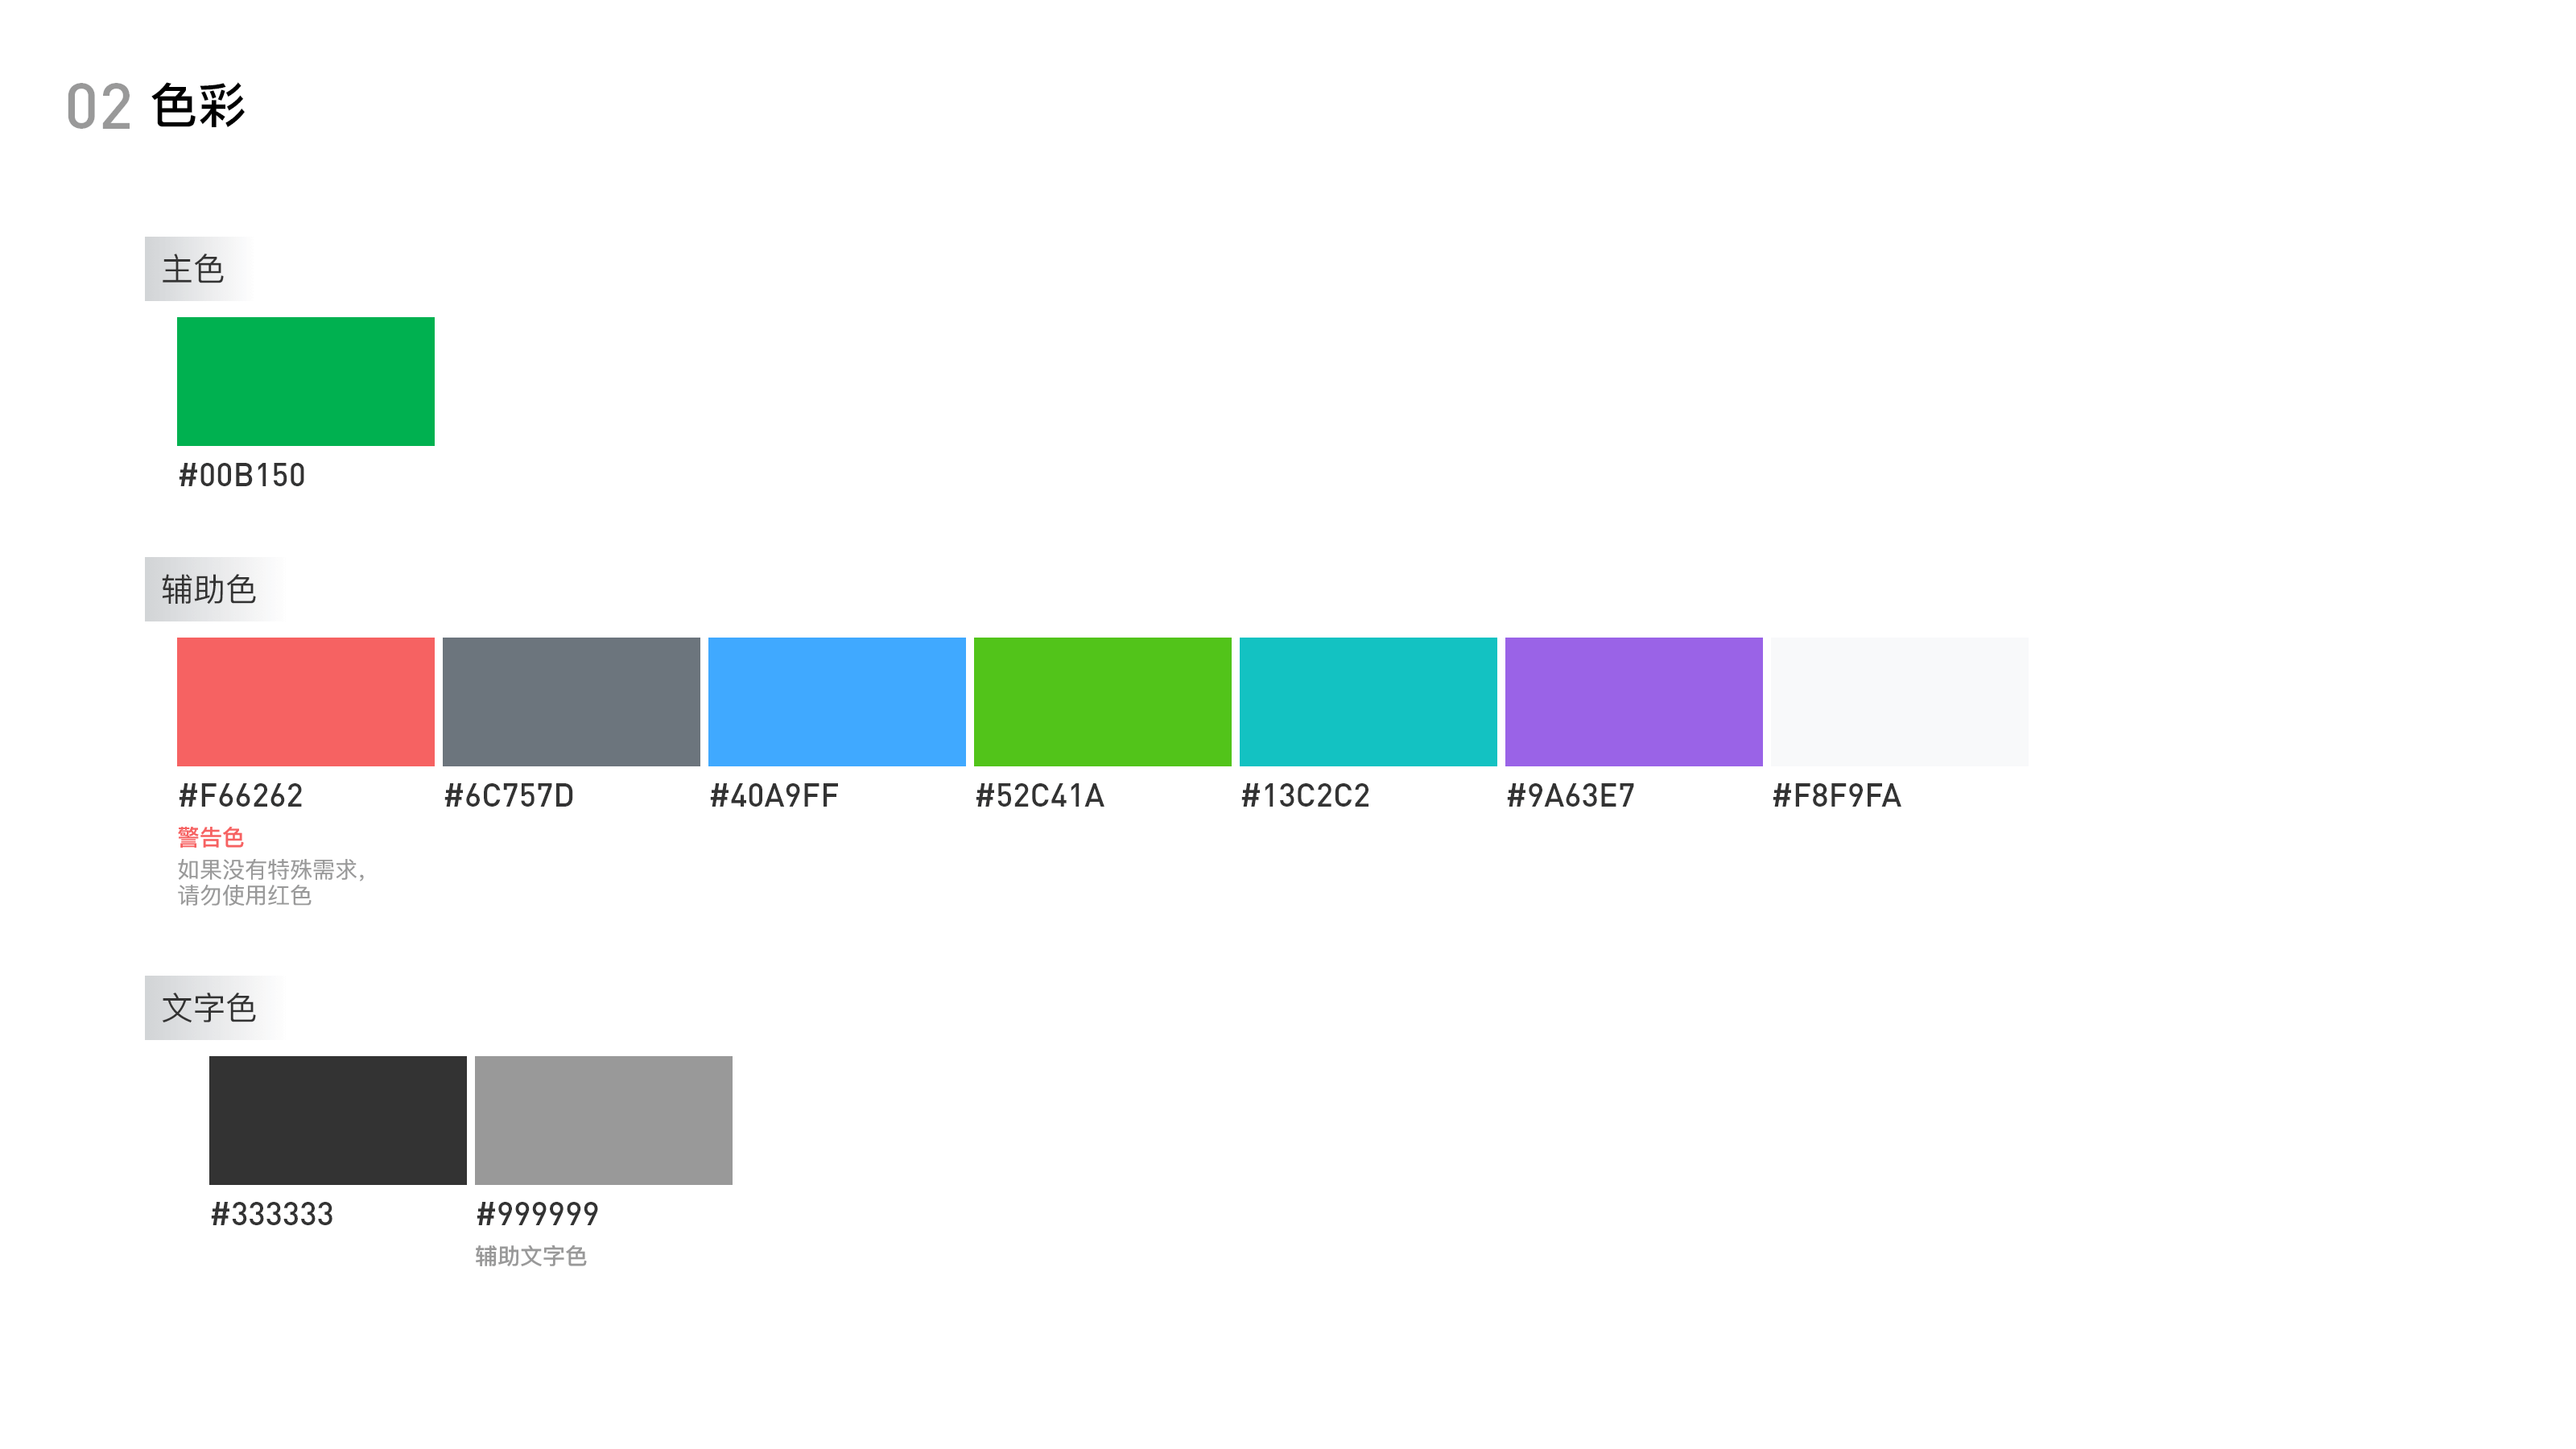 02 色彩
主色
#00B150
辅助色
#F66262
#6C757D
#40A9FF
#52C41A
#13C2C2
#9A63E7
#F8F9FA
警告色
如果没有特殊需求,
请勿使用红色
文字色
#333333
#999999
辅助文字色